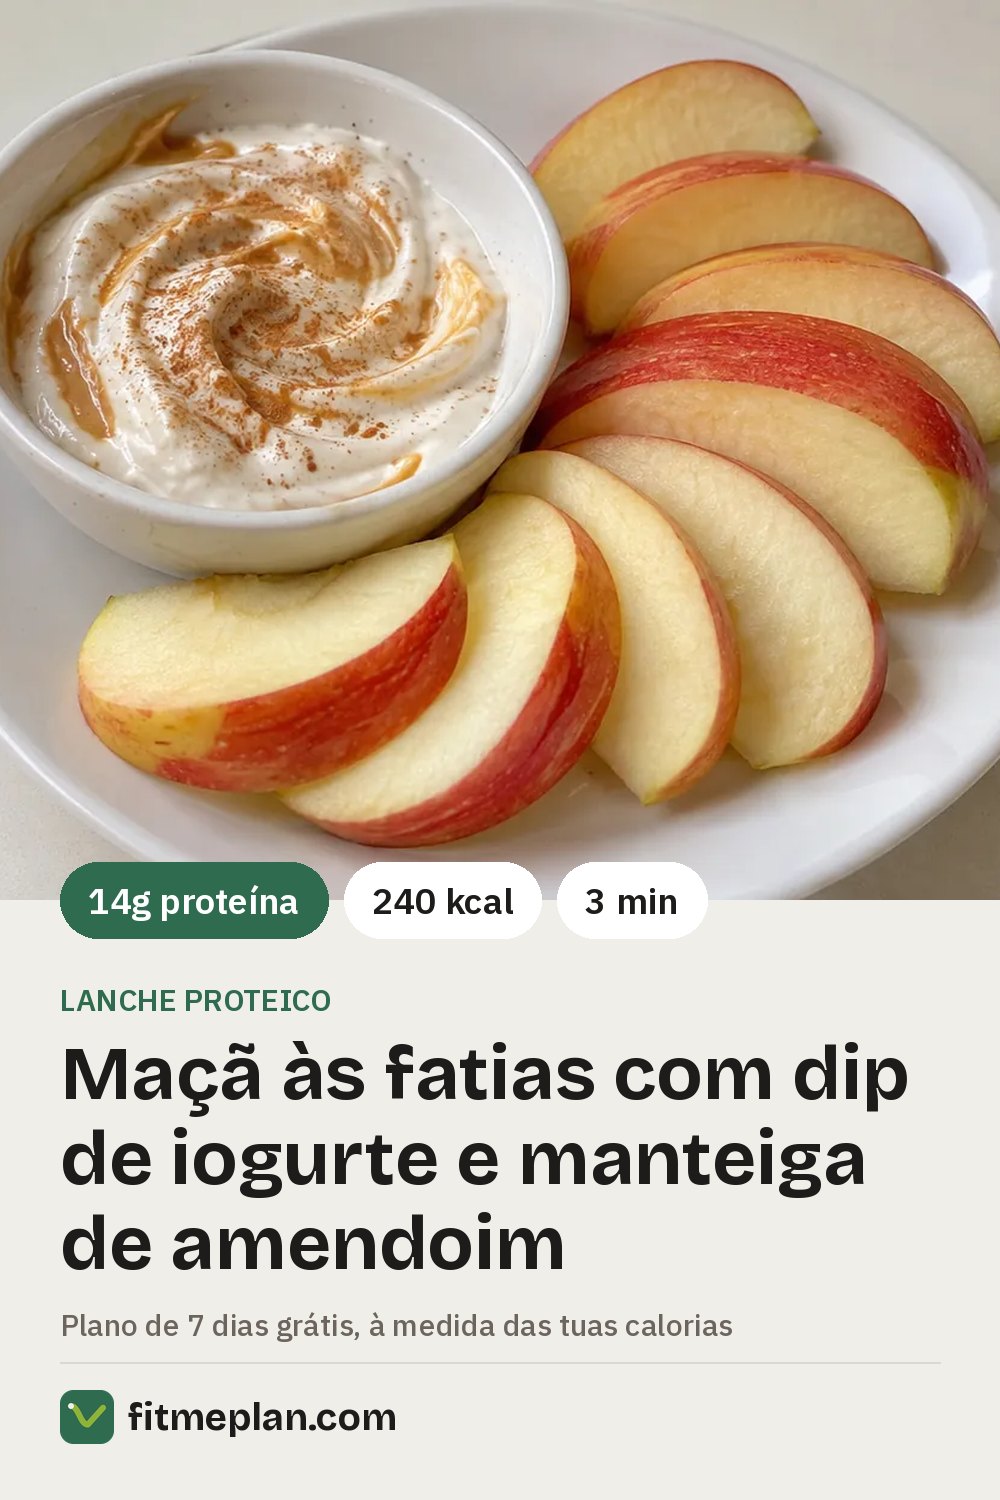 14g proteína
240 kcal
3 min
LANCHE PROTEICO
Maçã às fatias com dip
de iogurte e manteiga
de amendoim
Plano de 7 dias grátis, à medida das tuas calorias
fitmeplan.com